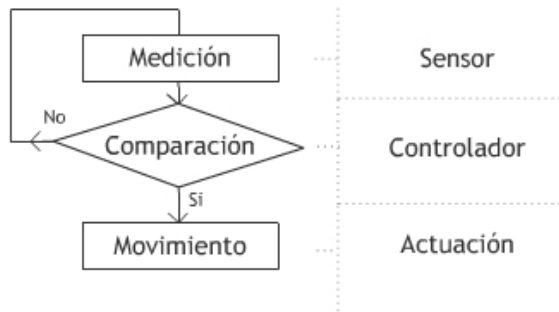 Medición
Sensor
No
Comparación
Controlador
Si
Movimiento
Actuación